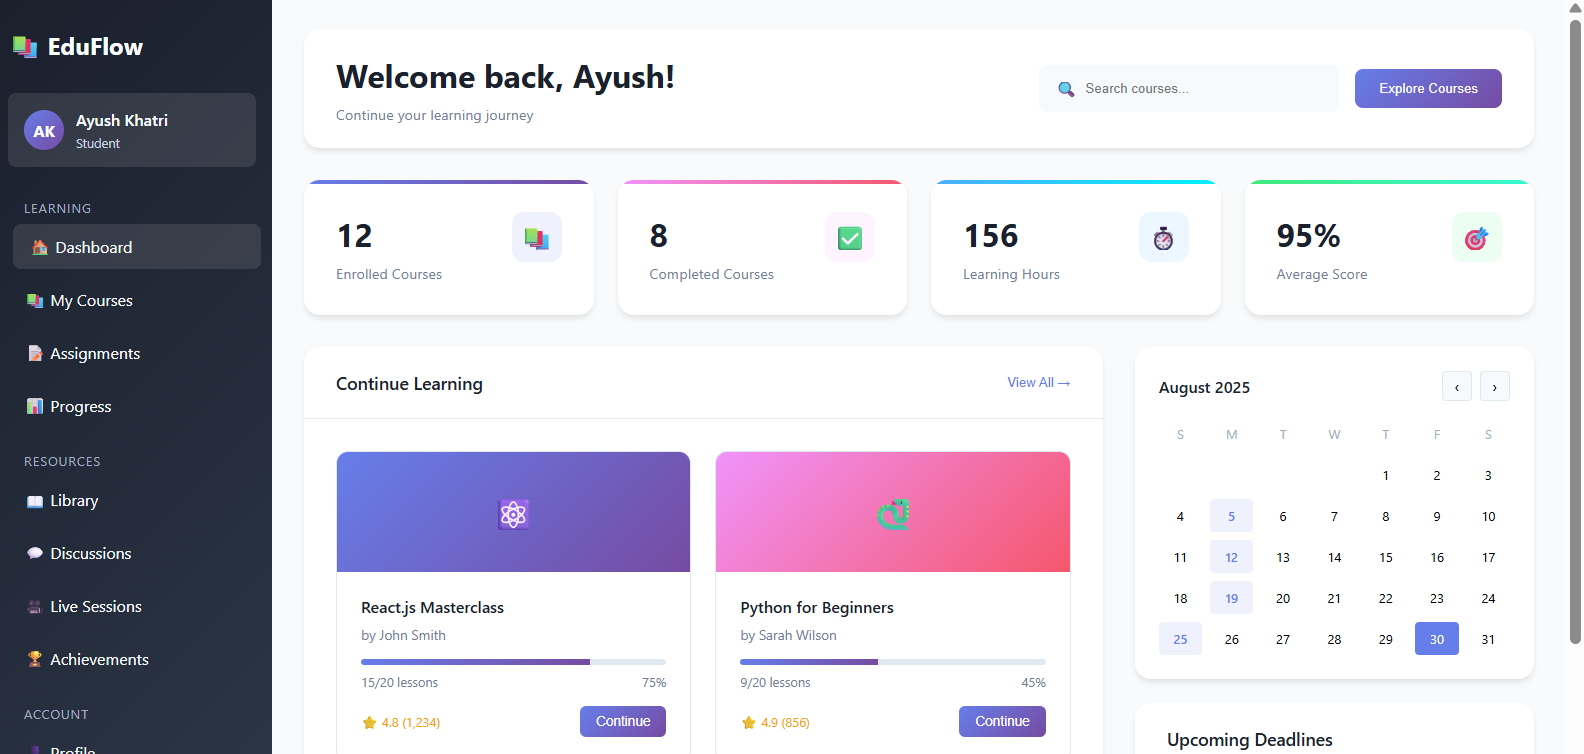 EduFlow
AK
Ayush Khatri
Student
LEARNING
Dashboard
My Courses
Assignments
Progress
RESOURCES
Library
Discussions
Live Sessions
Achievements
ACCOUNT
Profile
Welcome back, Ayush!
Continue your learning journey
Search courses...
Explore Courses
12
Enrolled Courses
8
Completed Courses
156
Learning Hours
95%
Average Score
Continue Learning
View All →
React.js Masterclass
by John Smith
15/20 lessons 75%
4.8 (1,234)
Continue
Python for Beginners
by Sarah Wilson
9/20 lessons 45%
4.9 (856)
Continue
August 2025
‹ ›
S M T W T F S
1 2 3
4 5 6 7 8 9 10
11 12 13 14 15 16 17
18 19 20 21 22 23 24
25 26 27 28 29 30 31
Upcoming Deadlines